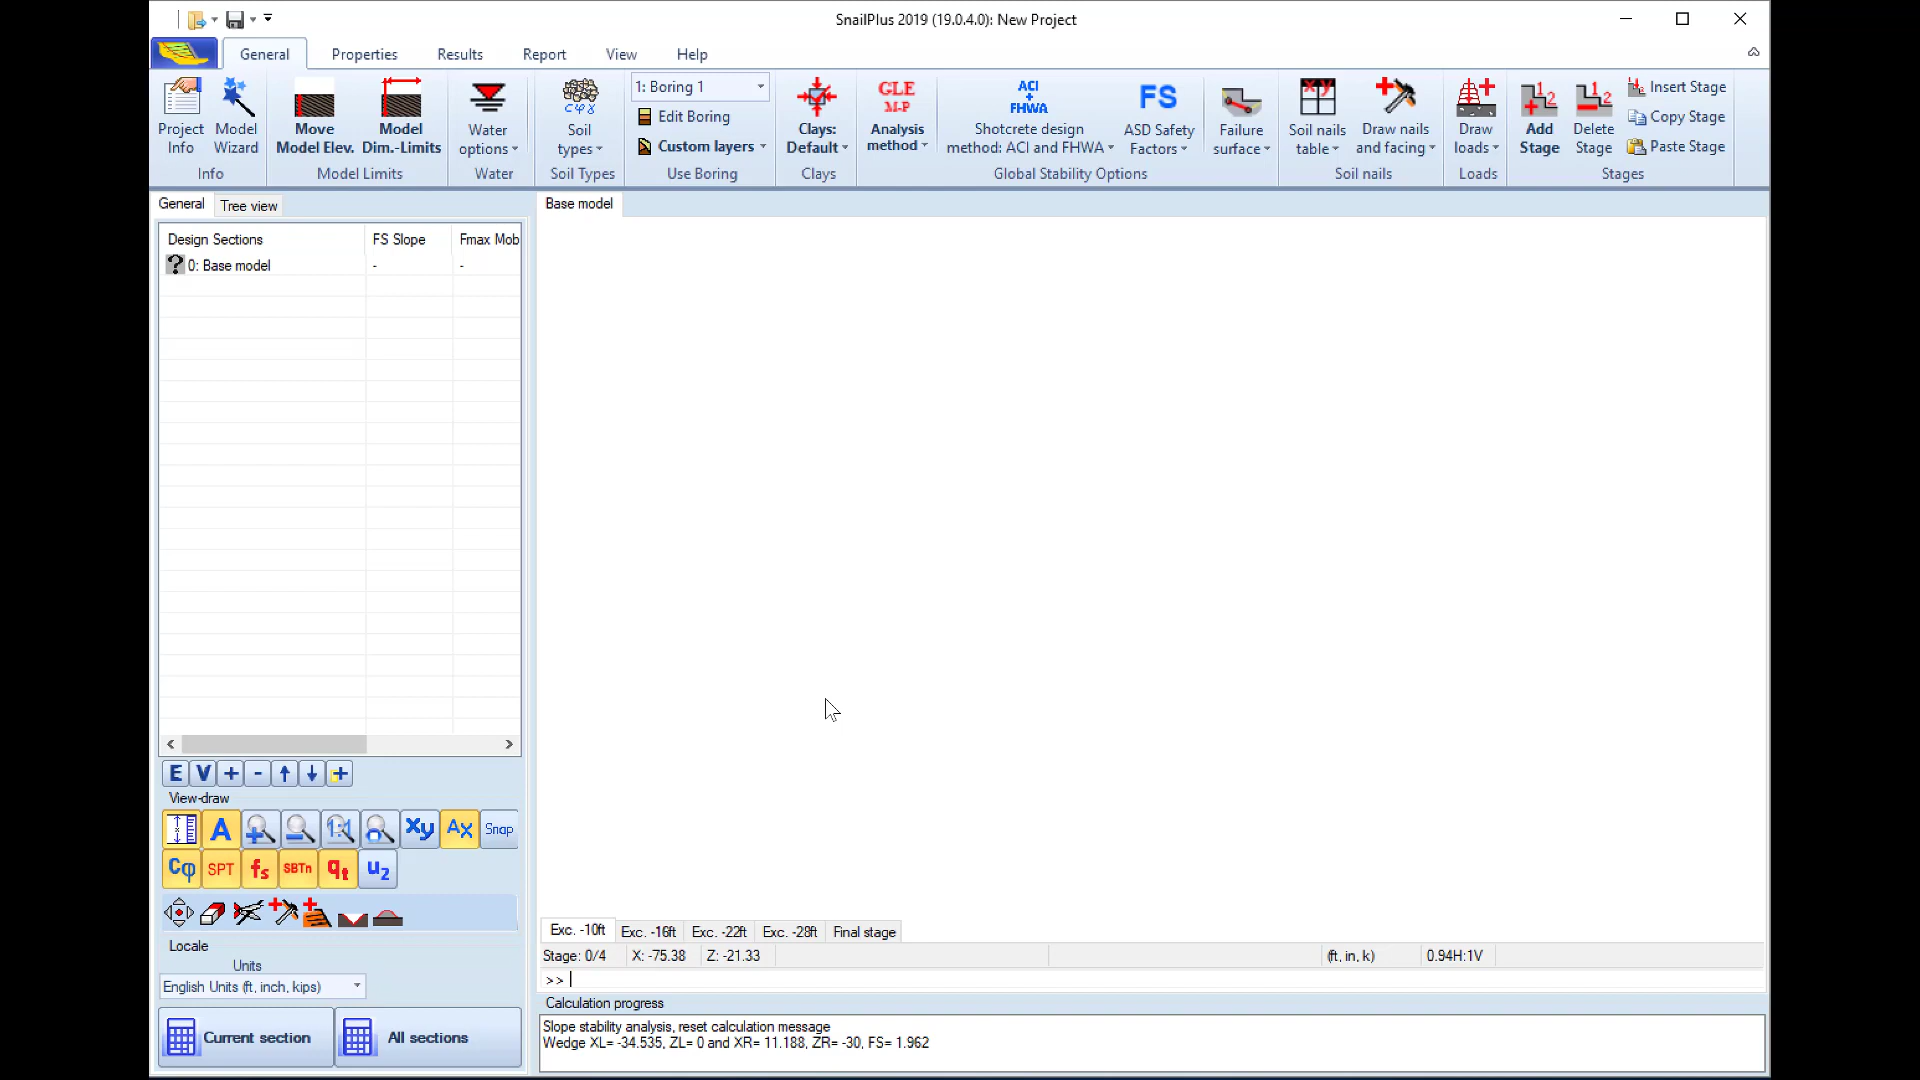 SnailPlus 2019 (19.0.4.0): New Project
General Properties Results Report View Help
Project Info
Model Wizard
Info
Move Model Elev.
Model Dim.-Limits
Model Limits
Water options
Water
Soil types
cφγ
Soil Types
1: Boring 1
Edit Boring
Custom layers
Use Boring
Clays: Default
Clays
GLE
M-P
Analysis method
ACI
+
FHWA
Shotcrete design method: ACI and FHWA
FS
ASD Safety Factors
Failure surface
Global Stability Options
xy
Soil nails table
Draw nails and facing
Soil nails
Draw loads
Loads
1 2
Add Stage
1 2
Delete Stage
Insert Stage
Copy Stage
Paste Stage
Stages
General Tree view
Base model
Design Sections FS Slope Fmax Mob
0: Base model - -
E V + -
View-draw
A 1:1 Xy Ax Snap
Cφ SPT fs SBTn qt u2
Locale
Units
English Units (ft, inch, kips)
Current section
All sections
Exc. -10ft Exc. -16ft Exc. -22ft Exc. -28ft Final stage
Stage: 0/4 X: -75.38 Z: -21.33 (ft, in, k) 0.94H:1V
>>
Calculation progress
Slope stability analysis, reset calculation message
Wedge XL= -34.535, ZL= 0 and XR= 11.188, ZR= -30, FS= 1.962